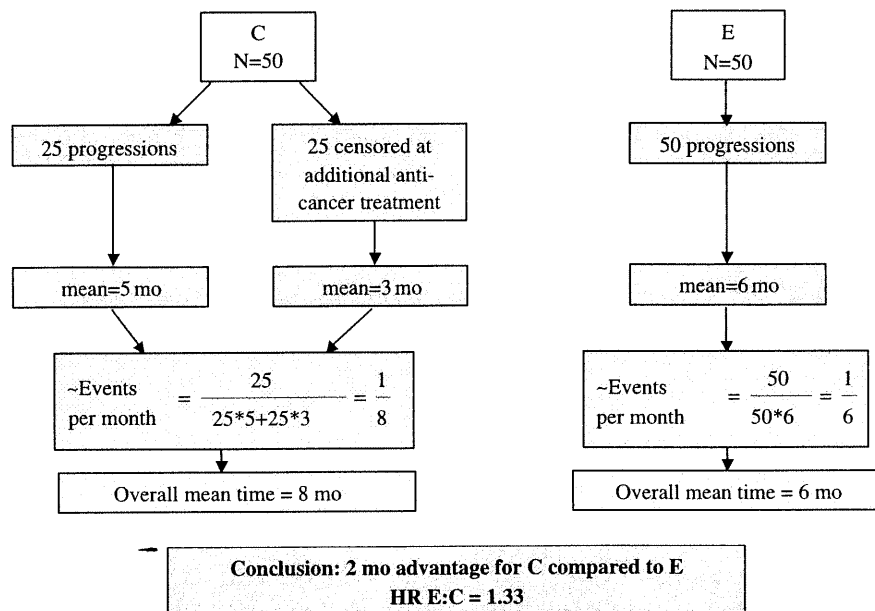 C
N=50
25 progressions
25 censored at
additional anti-
cancer treatment
mean=5 mo
mean=3 mo
~Events
per month = 25 / 25*5+25*3 = 1/8
Overall mean time = 8 mo
E
N=50
50 progressions
mean=6 mo
~Events
per month = 50 / 50*6 = 1/6
Overall mean time = 6 mo
Conclusion: 2 mo advantage for C compared to E
HR E:C = 1.33